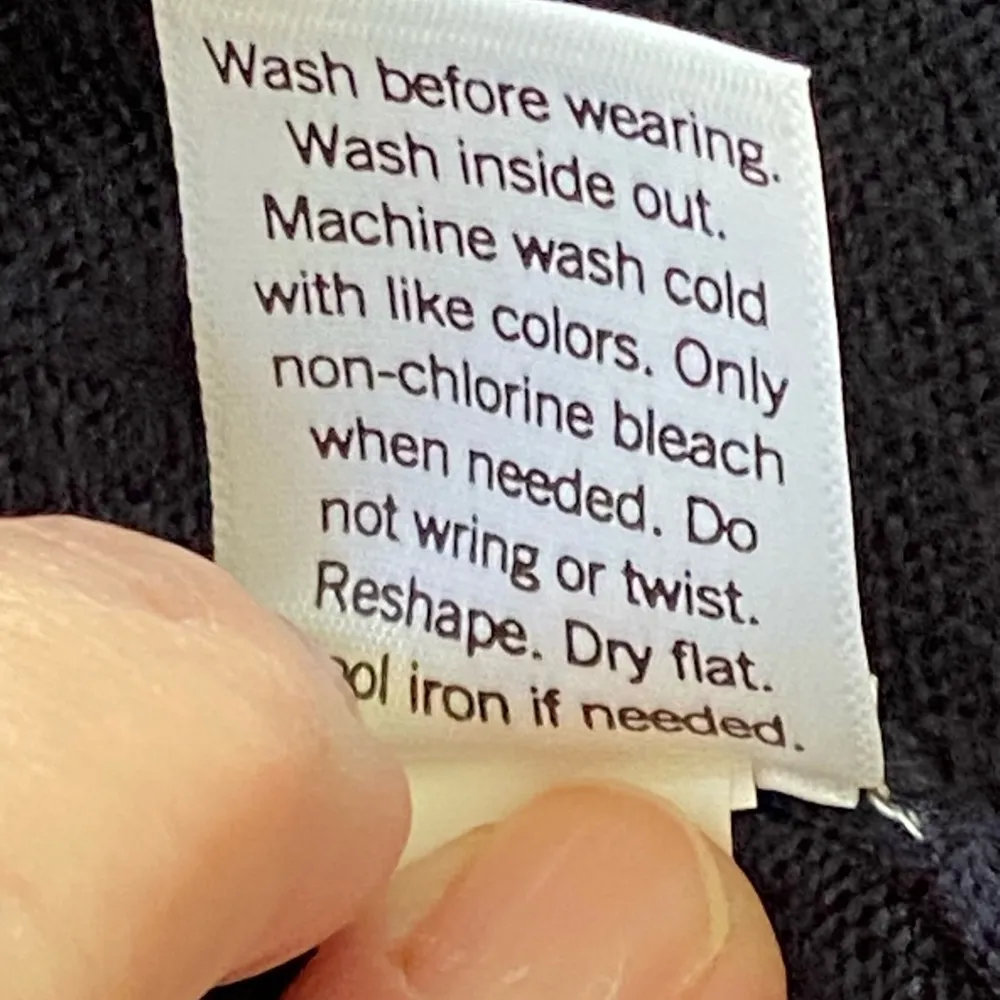 Wash before wearing.
Wash inside out.
Machine wash cold
with like colors. Only
non-chlorine bleach
when needed. Do
not wring or twist.
Reshape. Dry flat.
ool iron if needed.